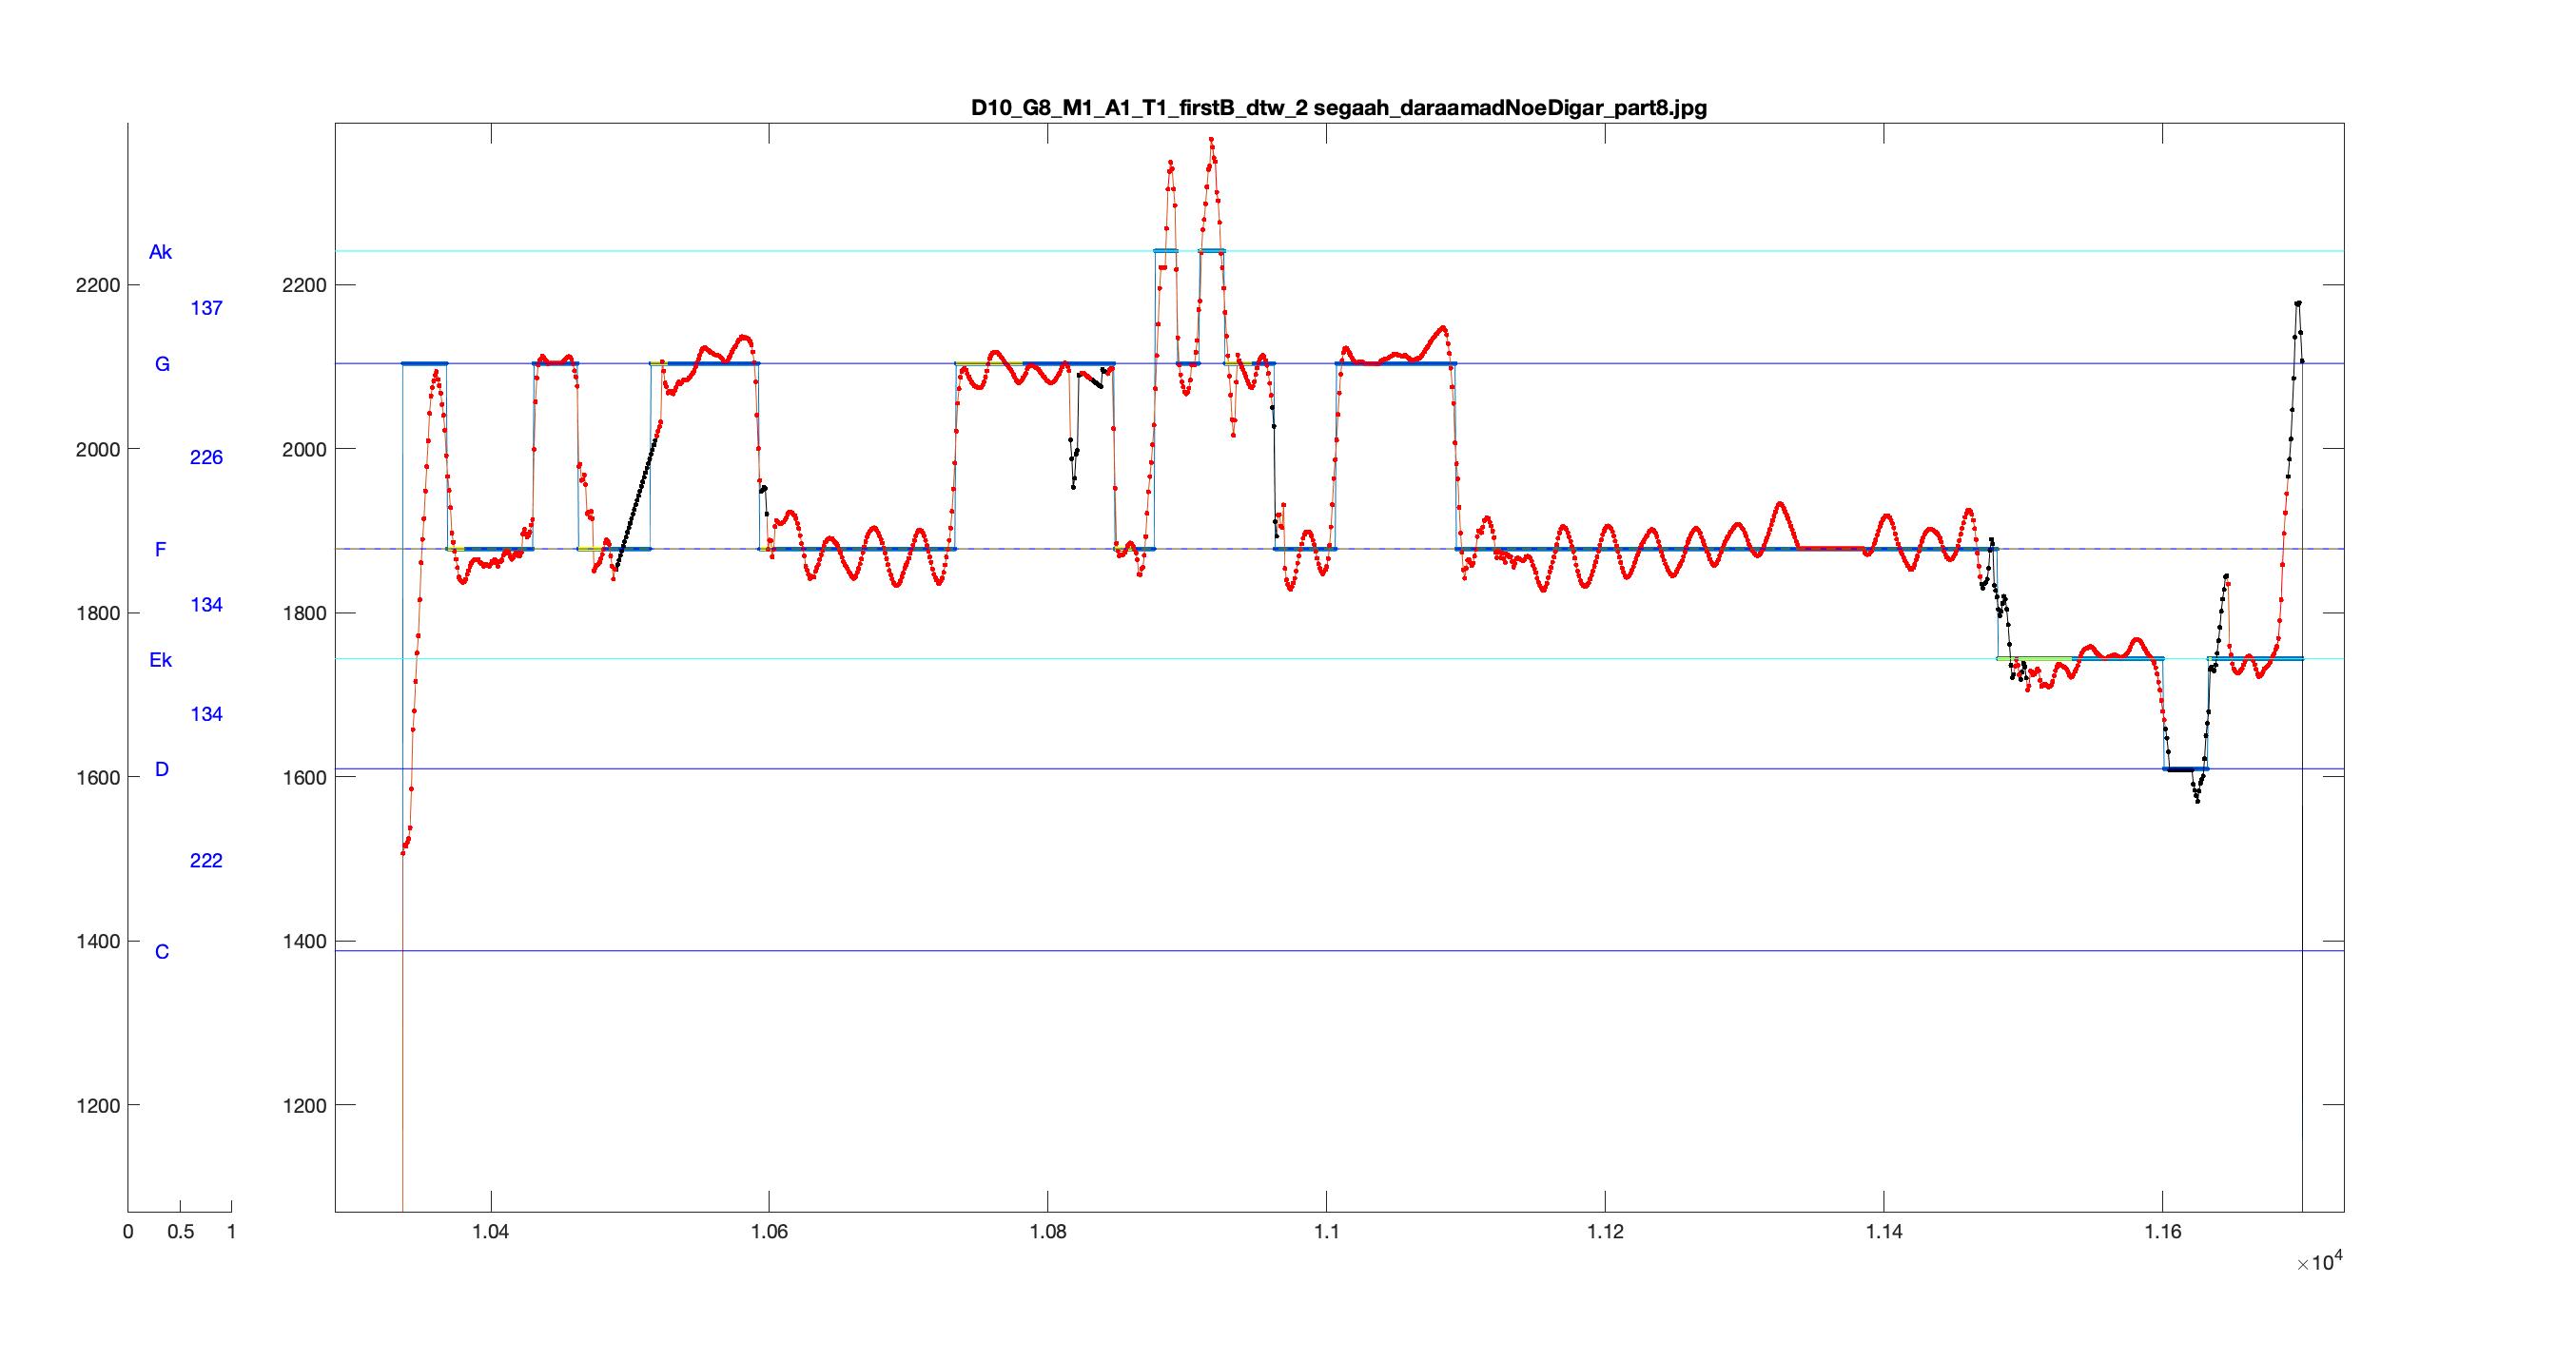 D10_G8_M1_A1_T1_firstB_dtw_2 segaah_daraamadNoeDigar_part8.jpg
Ak
2200 2200
137
G
226
2000 2000
F
134
1800 1800
Ek
134
D
1600 1600
222
C
1400 1400
1200 1200
0 0.5 1 1.04 1.06 1.08 1.1 1.12 1.14 1.16
×10^4